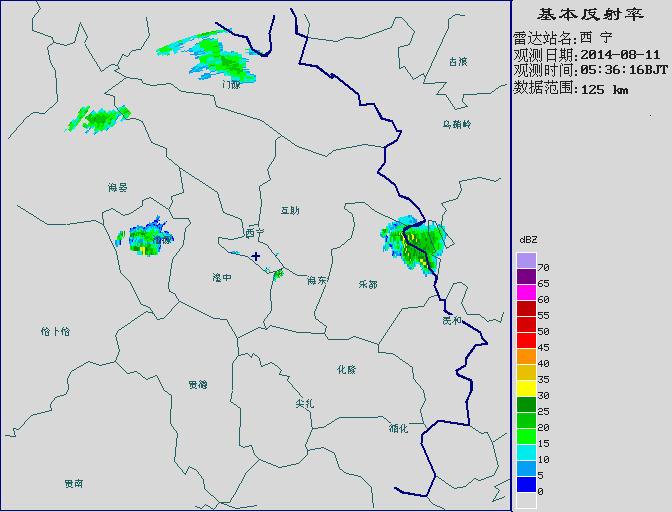 基本反射率
雷达站名:西 宁
观测日期:2014-08-11
观测时间:05:36:16BJT
数据范围:125 km
古浪
门源
乌鞘岭
海晏
互助
西宁
湟源
湟中
海东
乐都
民和
恰卜恰
化隆
贵德
尖扎
循化
贵南
dBZ
70
65
60
55
50
45
40
35
30
25
20
15
10
5
0